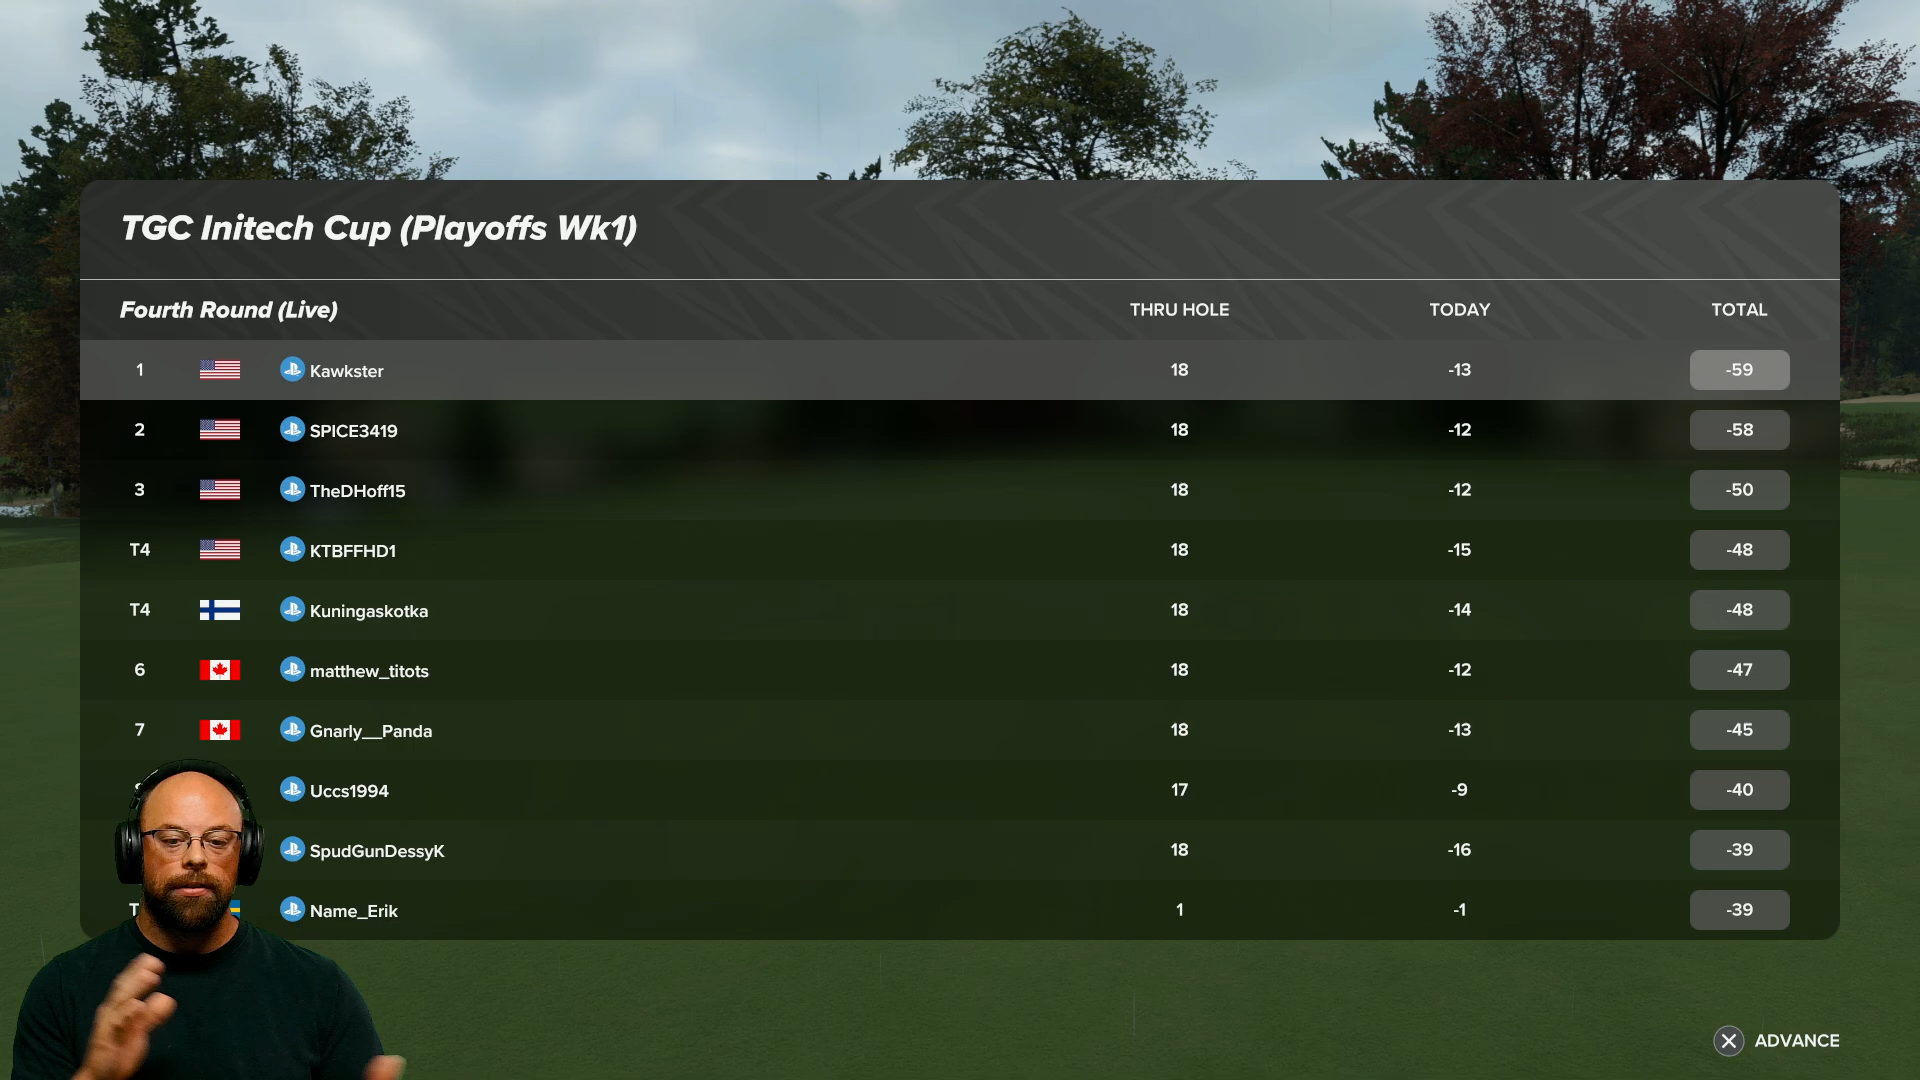 TGC Initech Cup (Playoffs Wk1)
Fourth Round (Live) THRU HOLE TODAY TOTAL
1 Kawkster 18 -13 -59
2 SPICE3419 18 -12 -58
3 TheDHoff15 18 -12 -50
T4 KTBFFHD1 18 -15 -48
T4 Kuningaskotka 18 -14 -48
6 matthew_titots 18 -12 -47
7 Gnarly__Panda 18 -13 -45
Uccs1994 17 -9 -40
SpudGunDessyK 18 -16 -39
T Name_Erik 1 -1 -39
ADVANCE